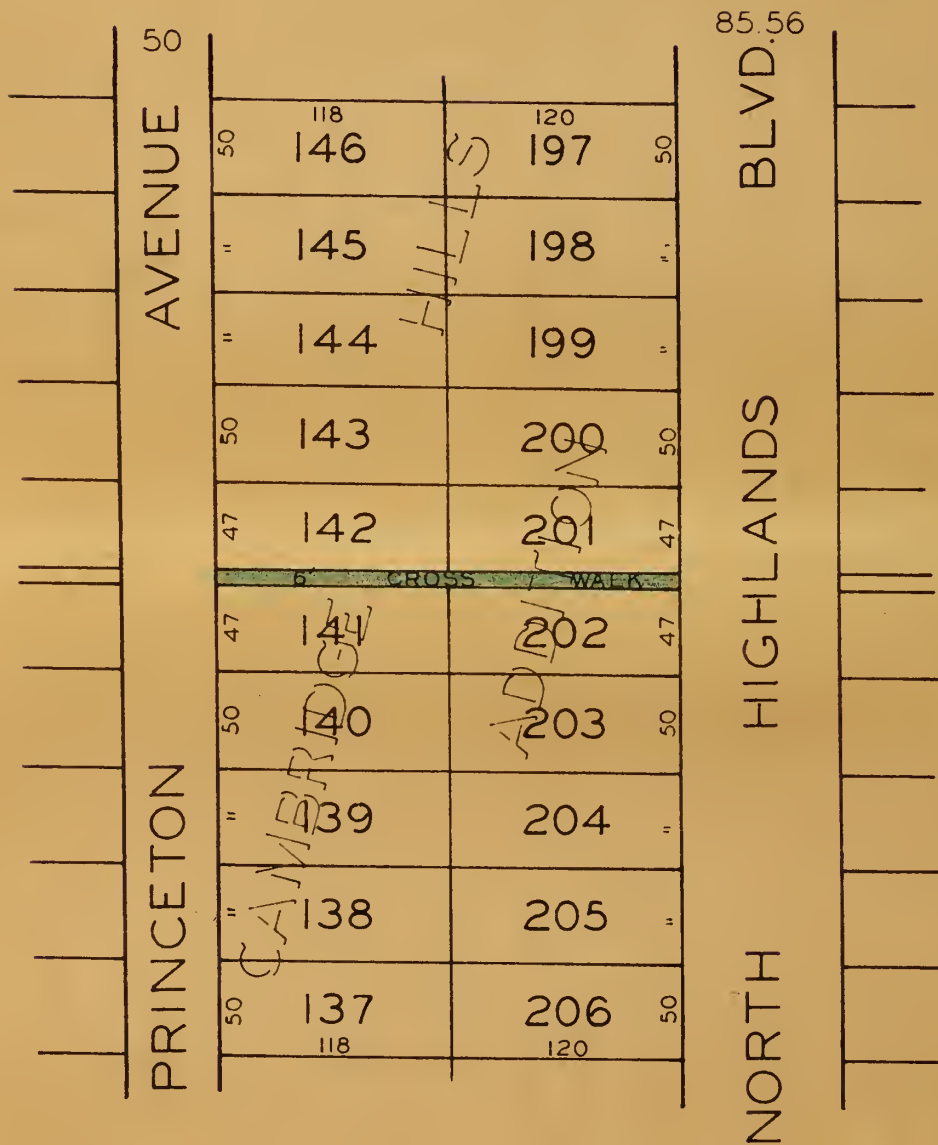 50
85.56
PRINCETON AVENUE
NORTH HIGHLANDS BLVD.
CAMBRIDGE HILLS
ADDITION
118 120
50 146 197 50
" 145 198 "
" 144 199 "
50 143 200 50
47 142 201 47
6' CROSS WALK
47 141 202 47
50 140 203 50
" 139 204 "
" 138 205 "
50 137 206 50
118 120